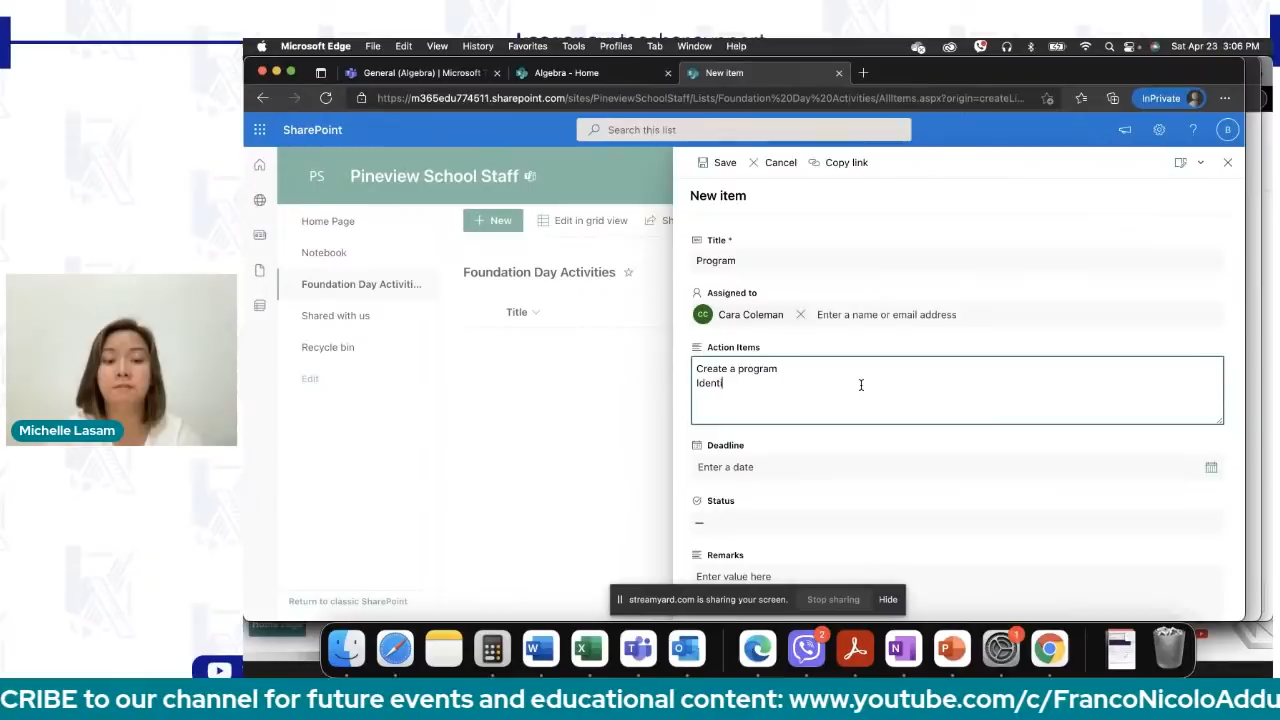 Microsoft Edge File Edit View History Favorites Tools Profiles Tab Window Help Sat Apr 23 3:06 PM
General (Algebra) | Microsoft T Algebra - Home New item
https://m365edu774511.sharepoint.com/sites/PineviewSchoolStaff/Lists/Foundation%20Day%20Activities/AllItems.aspx?origin=createLi... InPrivate
SharePoint Search this list B
Save Cancel Copy link
PS Pineview School Staff
New item
Home Page
New Edit in grid view Sh
Title *
Notebook
Program
Foundation Day Activities
Foundation Day Activiti...
Assigned to
Title
CC Cara Coleman Enter a name or email address
Shared with us
Recycle bin
Action Items
Create a program
Identi
Edit
Michelle Lasam
Deadline
Enter a date
Status
–
Remarks
Enter value here
Return to classic SharePoint
streamyard.com is sharing your screen. Stop sharing Hide
2
1
CRIBE to our channel for future events and educational content: www.youtube.com/c/FrancoNicoloAddu